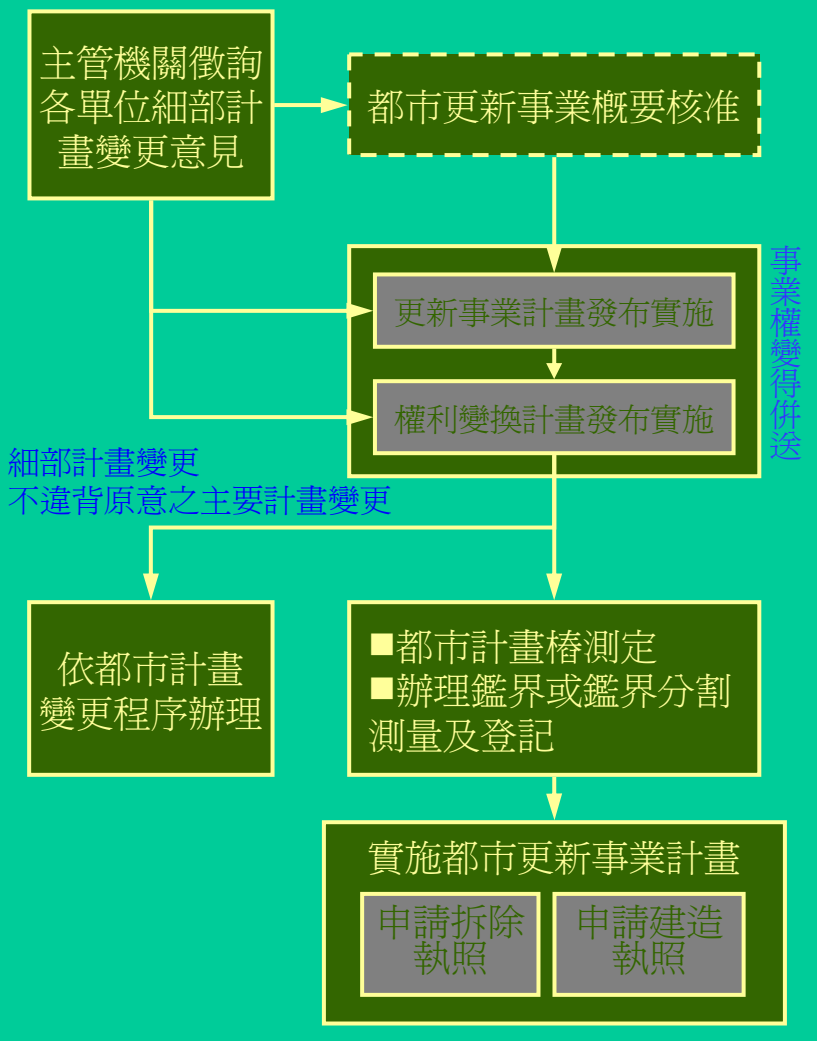 主管機關徵詢
各單位細部計
畫變更意見
都市更新事業概要核准
更新事業計畫發布實施
權利變換計畫發布實施
事業權變得併送
細部計畫變更
不違背原意之主要計畫變更
依都市計畫
變更程序辦理
■都市計畫樁測定
■辦理鑑界或鑑界分割
測量及登記
實施都市更新事業計畫
申請拆除
執照
申請建造
執照